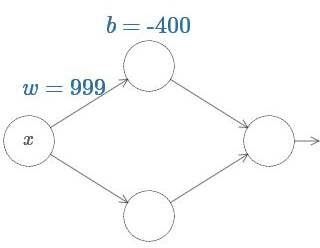 b = -400
w = 999
x